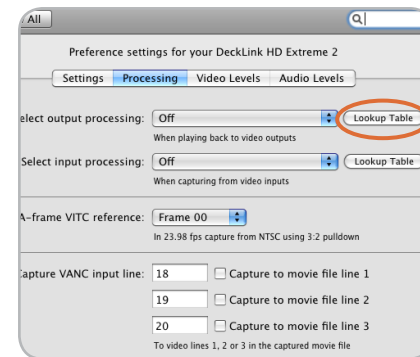 All
Preference settings for your DeckLink HD Extreme 2
Settings Processing Video Levels Audio Levels
elect output processing: Off Lookup Table
When playing back to video outputs
Select input processing: Off Lookup Table
When capturing from video inputs
A-frame VITC reference: Frame 00
In 23.98 fps capture from NTSC using 3:2 pulldown
Capture VANC input line: 18 Capture to movie file line 1
19 Capture to movie file line 2
20 Capture to movie file line 3
To video lines 1, 2 or 3 in the captured movie file